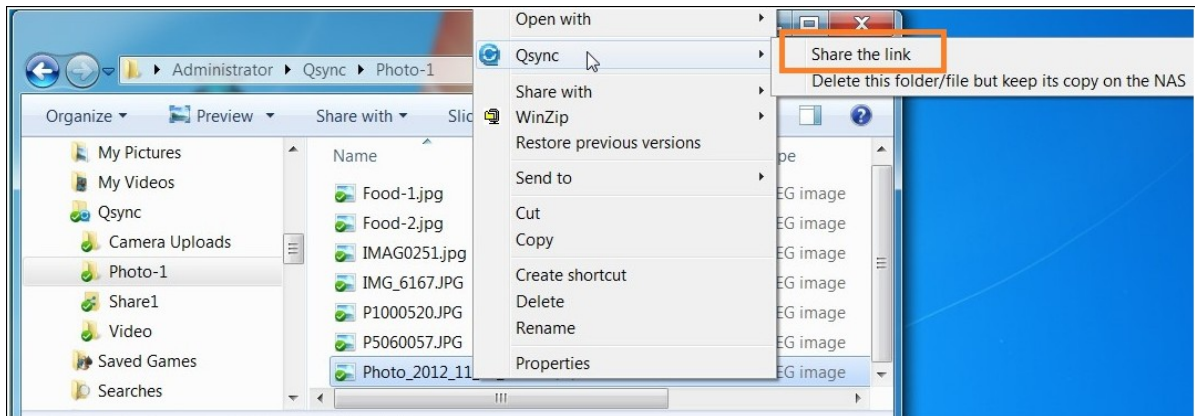 Open with
Qsync
Share the link
Delete this folder/file but keep its copy on the NAS
Share with
WinZip
Restore previous versions
Send to
Cut
Copy
Create shortcut
Delete
Rename
Properties
Administrator Qsync Photo-1
Organize Preview Share with
My Pictures
My Videos
Qsync
Camera Uploads
Photo-1
Share1
Video
Saved Games
Searches
Name
Food-1.jpg
Food-2.jpg
IMAG0251.jpg
IMG_6167.JPG
P1000520.JPG
P5060057.JPG
Photo_2012_11_
EG image
EG image
EG image
EG image
EG image
EG image
EG image